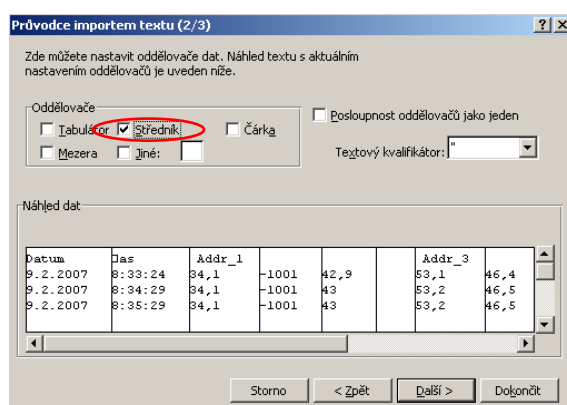 Průvodce importem textu (2/3)
Zde můžete nastavit oddělovače dat. Náhled textu s aktuálním
nastavením oddělovačů je uveden níže.
Oddělovače
Tabulátor Středník Čárka
Mezera Jiné:
Posloupnost oddělovačů jako jeden
Textový kvalifikátor: "
Náhled dat
Datum Jas Addr_1 Addr_3
9.2.2007 8:33:24 34,1 -1001 42,9 53,1 46,4
9.2.2007 8:34:29 34,1 -1001 43 53,2 46,5
9.2.2007 8:35:29 34,1 -1001 43 53,2 46,5
Storno < Zpět Další > Dokončit